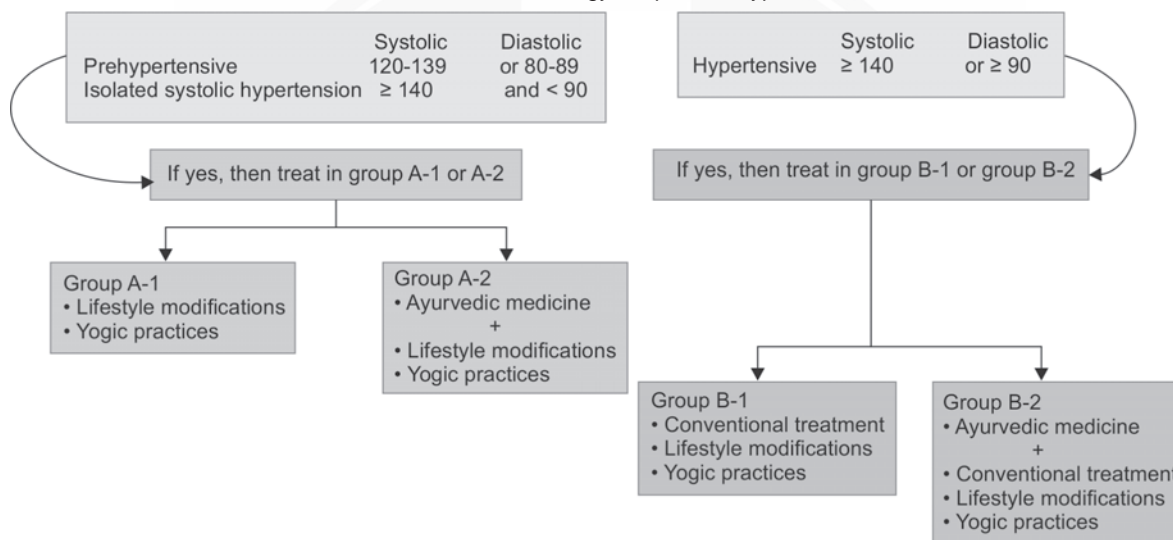 Systolic Diastolic
Prehypertensive 120-139 or 80-89
Isolated systolic hypertension ≥ 140 and < 90
Systolic Diastolic
Hypertensive ≥ 140 or ≥ 90
If yes, then treat in group A-1 or A-2
If yes, then treat in group B-1 or group B-2
Group A-1
• Lifestyle modifications
• Yogic practices
Group A-2
• Ayurvedic medicine
+
• Lifestyle modifications
• Yogic practices
Group B-1
• Conventional treatment
• Lifestyle modifications
• Yogic practices
Group B-2
• Ayurvedic medicine
+
• Conventional treatment
• Lifestyle modifications
• Yogic practices